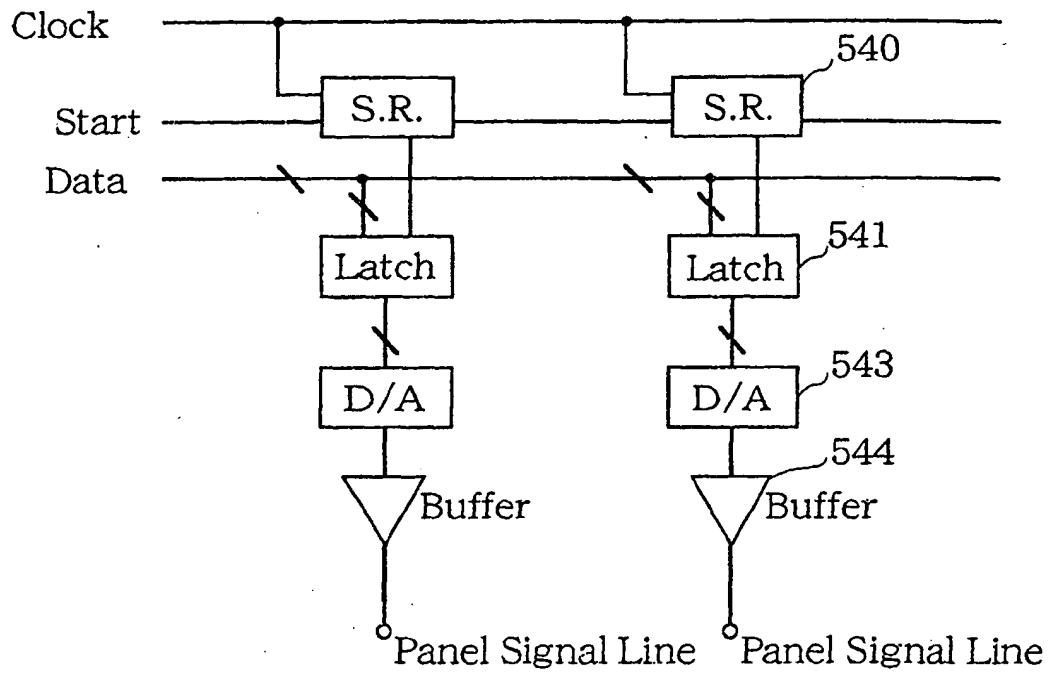 Clock
540
S.R. S.R.
Start
Data
541
Latch Latch
543
D/A D/A
544
Buffer Buffer
Panel Signal Line Panel Signal Line